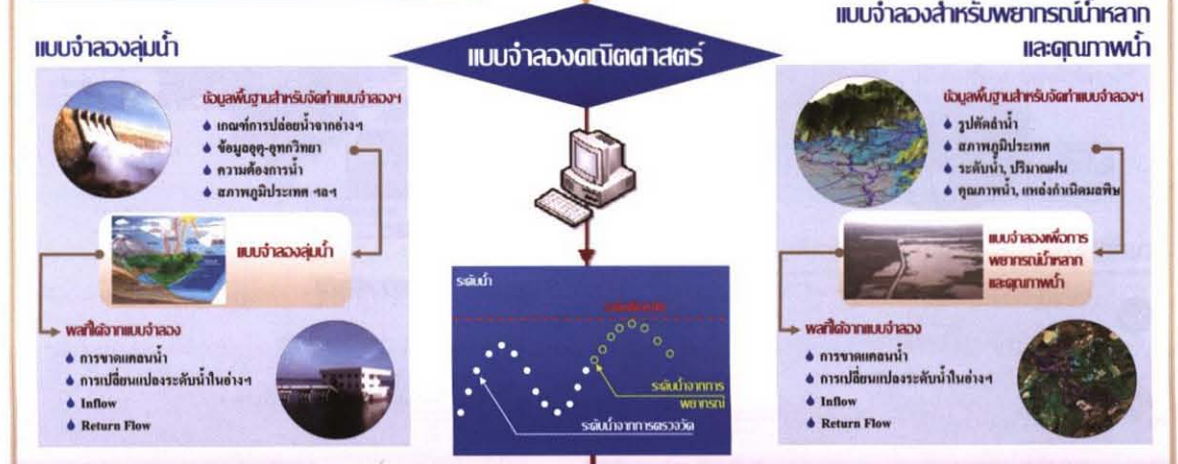 แบบจำลองคณิตศาสตร์
แบบจำลองลุ่มน้ำ
ข้อมูลพื้นฐานสำหรับจัดทำแบบจำลองฯ
เกณฑ์การปล่อยน้ำจากอ่างฯ
ข้อมูลอุตุ-อุทกวิทยา
ความต้องการน้ำ
สภาพภูมิประเทศ ฯลฯ
แบบจำลองลุ่มน้ำ
ผลที่ได้จากแบบจำลอง
การขาดแคลนน้ำ
การเปลี่ยนแปลงระดับน้ำในอ่างฯ
Inflow
Return Flow
ระดับน้ำ
ระดับน้ำจากการ
พยากรณ์
ระดับน้ำจากการตรวจวัด
แบบจำลองสำหรับพยากรณ์น้ำหลาก
และคุณภาพน้ำ
ข้อมูลพื้นฐานสำหรับจัดทำแบบจำลองฯ
รูปตัดลำน้ำ
สภาพภูมิประเทศ
ระดับน้ำ, ปริมาณฝน
คุณภาพน้ำ, แหล่งกำเนิดมลพิษ
แบบจำลองเพื่อการ
พยากรณ์น้ำหลาก
และคุณภาพน้ำ
ผลที่ได้จากแบบจำลอง
การขาดแคลนน้ำ
การเปลี่ยนแปลงระดับน้ำในอ่างฯ
Inflow
Return Flow